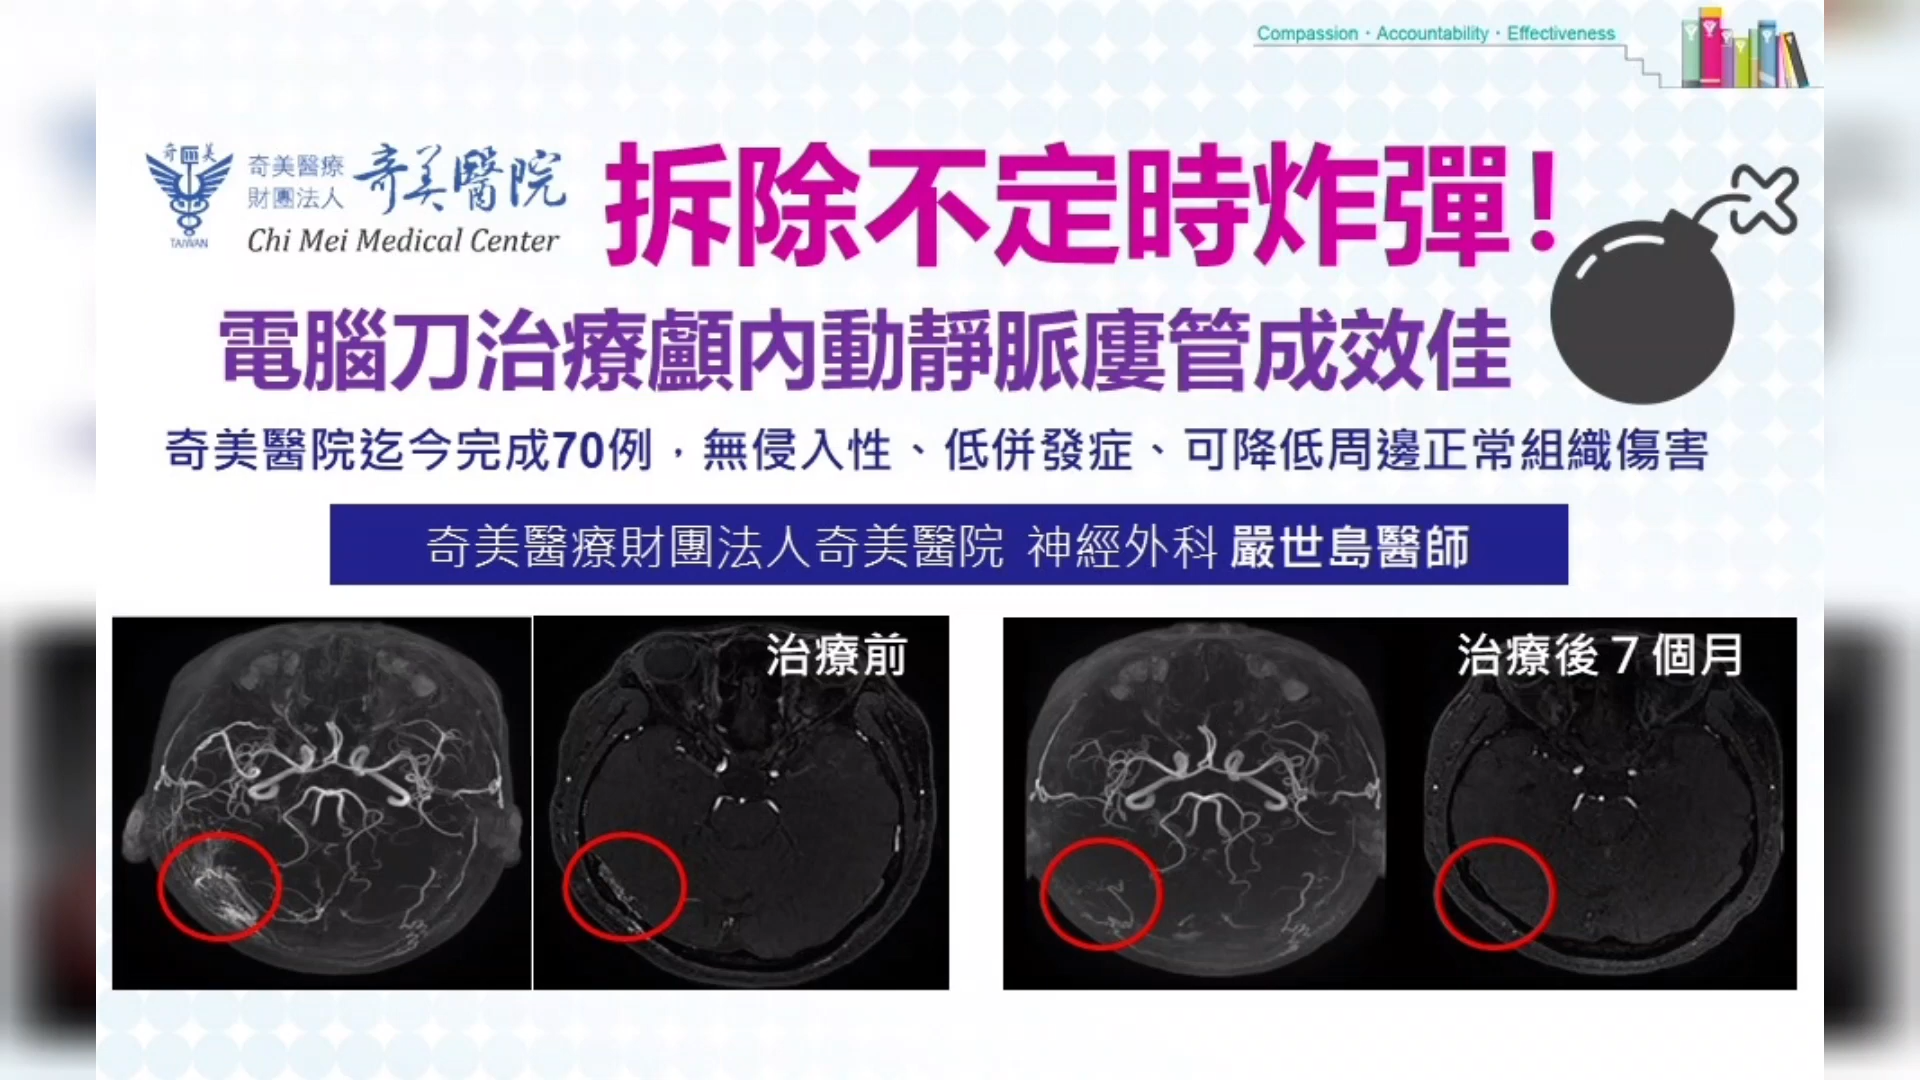 Compassion・Accountability・Effectiveness
奇美
TAIWAN
奇美醫療
財團法人
奇美醫院
Chi Mei Medical Center
拆除不定時炸彈！
電腦刀治療顱內動靜脈廔管成效佳
奇美醫院迄今完成70例，無侵入性、低併發症、可降低周邊正常組織傷害
奇美醫療財團法人奇美醫院 神經外科 嚴世島醫師
治療前
治療後７個月